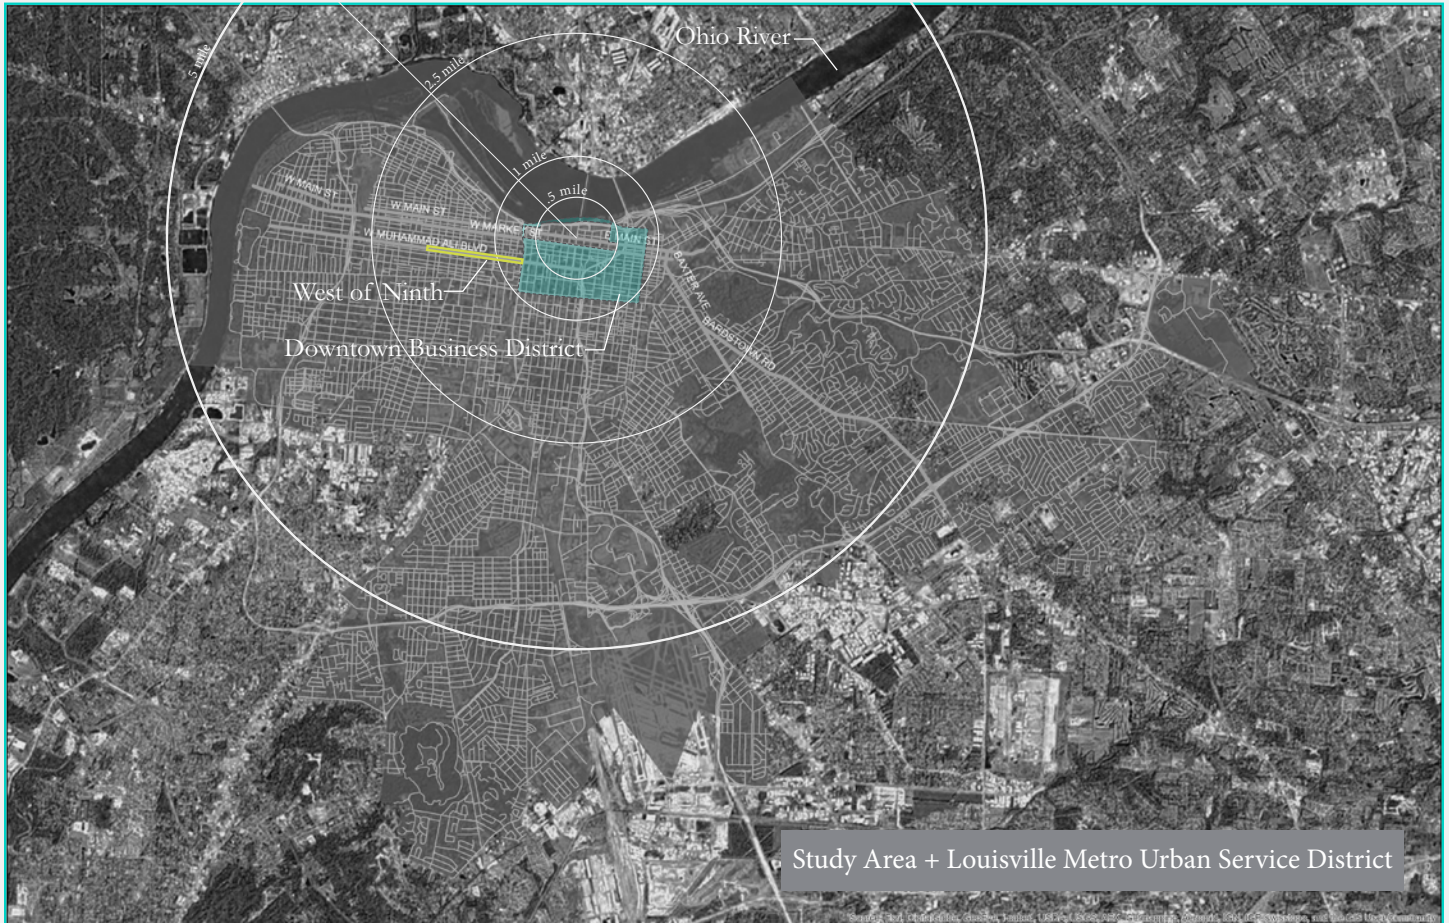 Ohio River
5 mile
2.5 mile
1 mile
.5 mile
W MAIN ST
W MAIN ST
W MARKET ST
E MAIN ST
W MUHAMMAD ALI BLVD
BAXTER AVE
West of Ninth
BARDSTOWN RD
Downtown Business District
Study Area + Louisville Metro Urban Service District